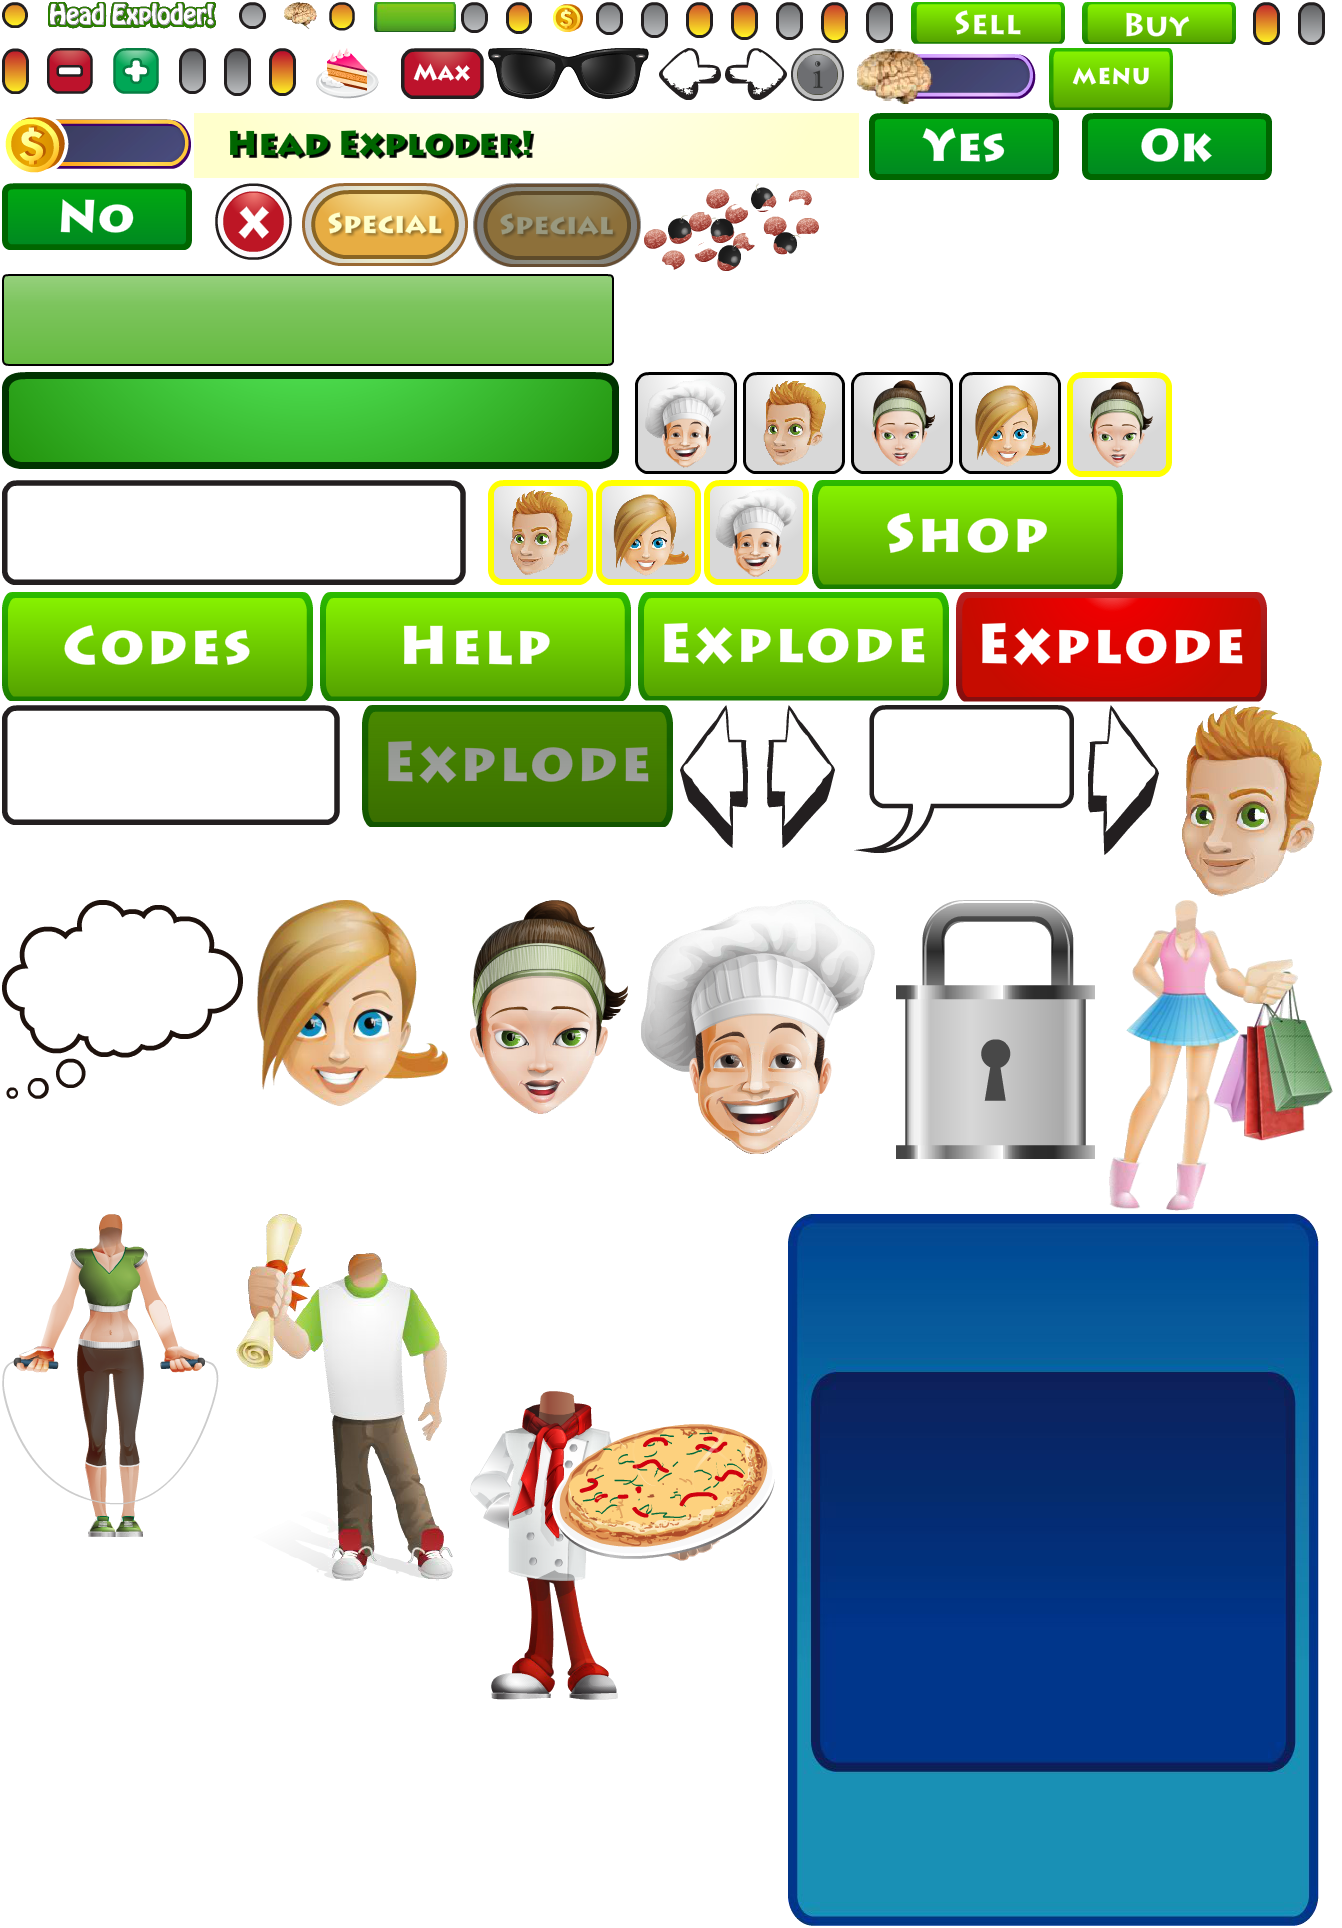 Head Exploder!
$
SELL
BUY
MAX
i
MENU
$
HEAD EXPLODER!
YES
OK
NO
X
SPECIAL
SPECIAL
SHOP
CODES
HELP
EXPLODE
EXPLODE
EXPLODE